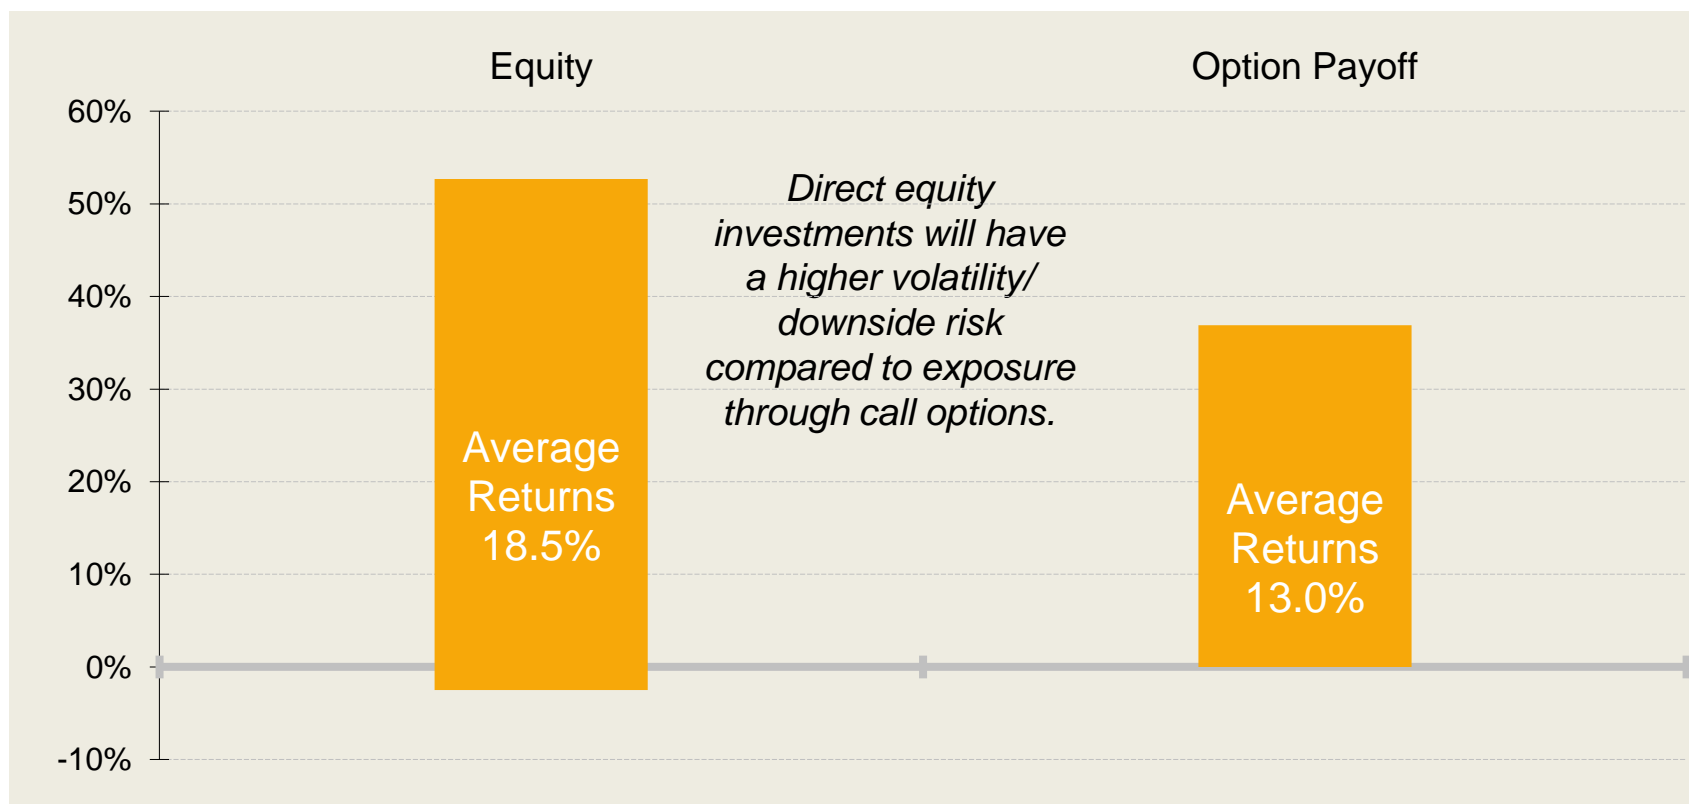 Equity
Option Payoff
60%
50%
40%
30%
20%
10%
0%
-10%
Direct equity
investments will have
a higher volatility/
downside risk
compared to exposure
through call options.
Average
Returns
18.5%
Average
Returns
13.0%